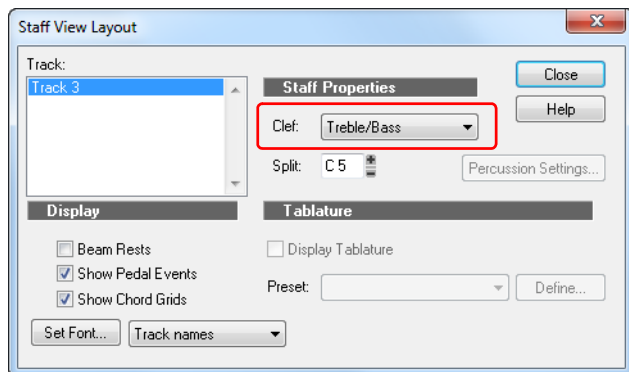 Staff View Layout
Track:
Track 3
Staff Properties
Close
Help
Clef: Treble/Bass
Split: C 5
Percussion Settings...
Display
Tablature
Beam Rests
Show Pedal Events
Show Chord Grids
Display Tablature
Preset: Define...
Set Font... Track names